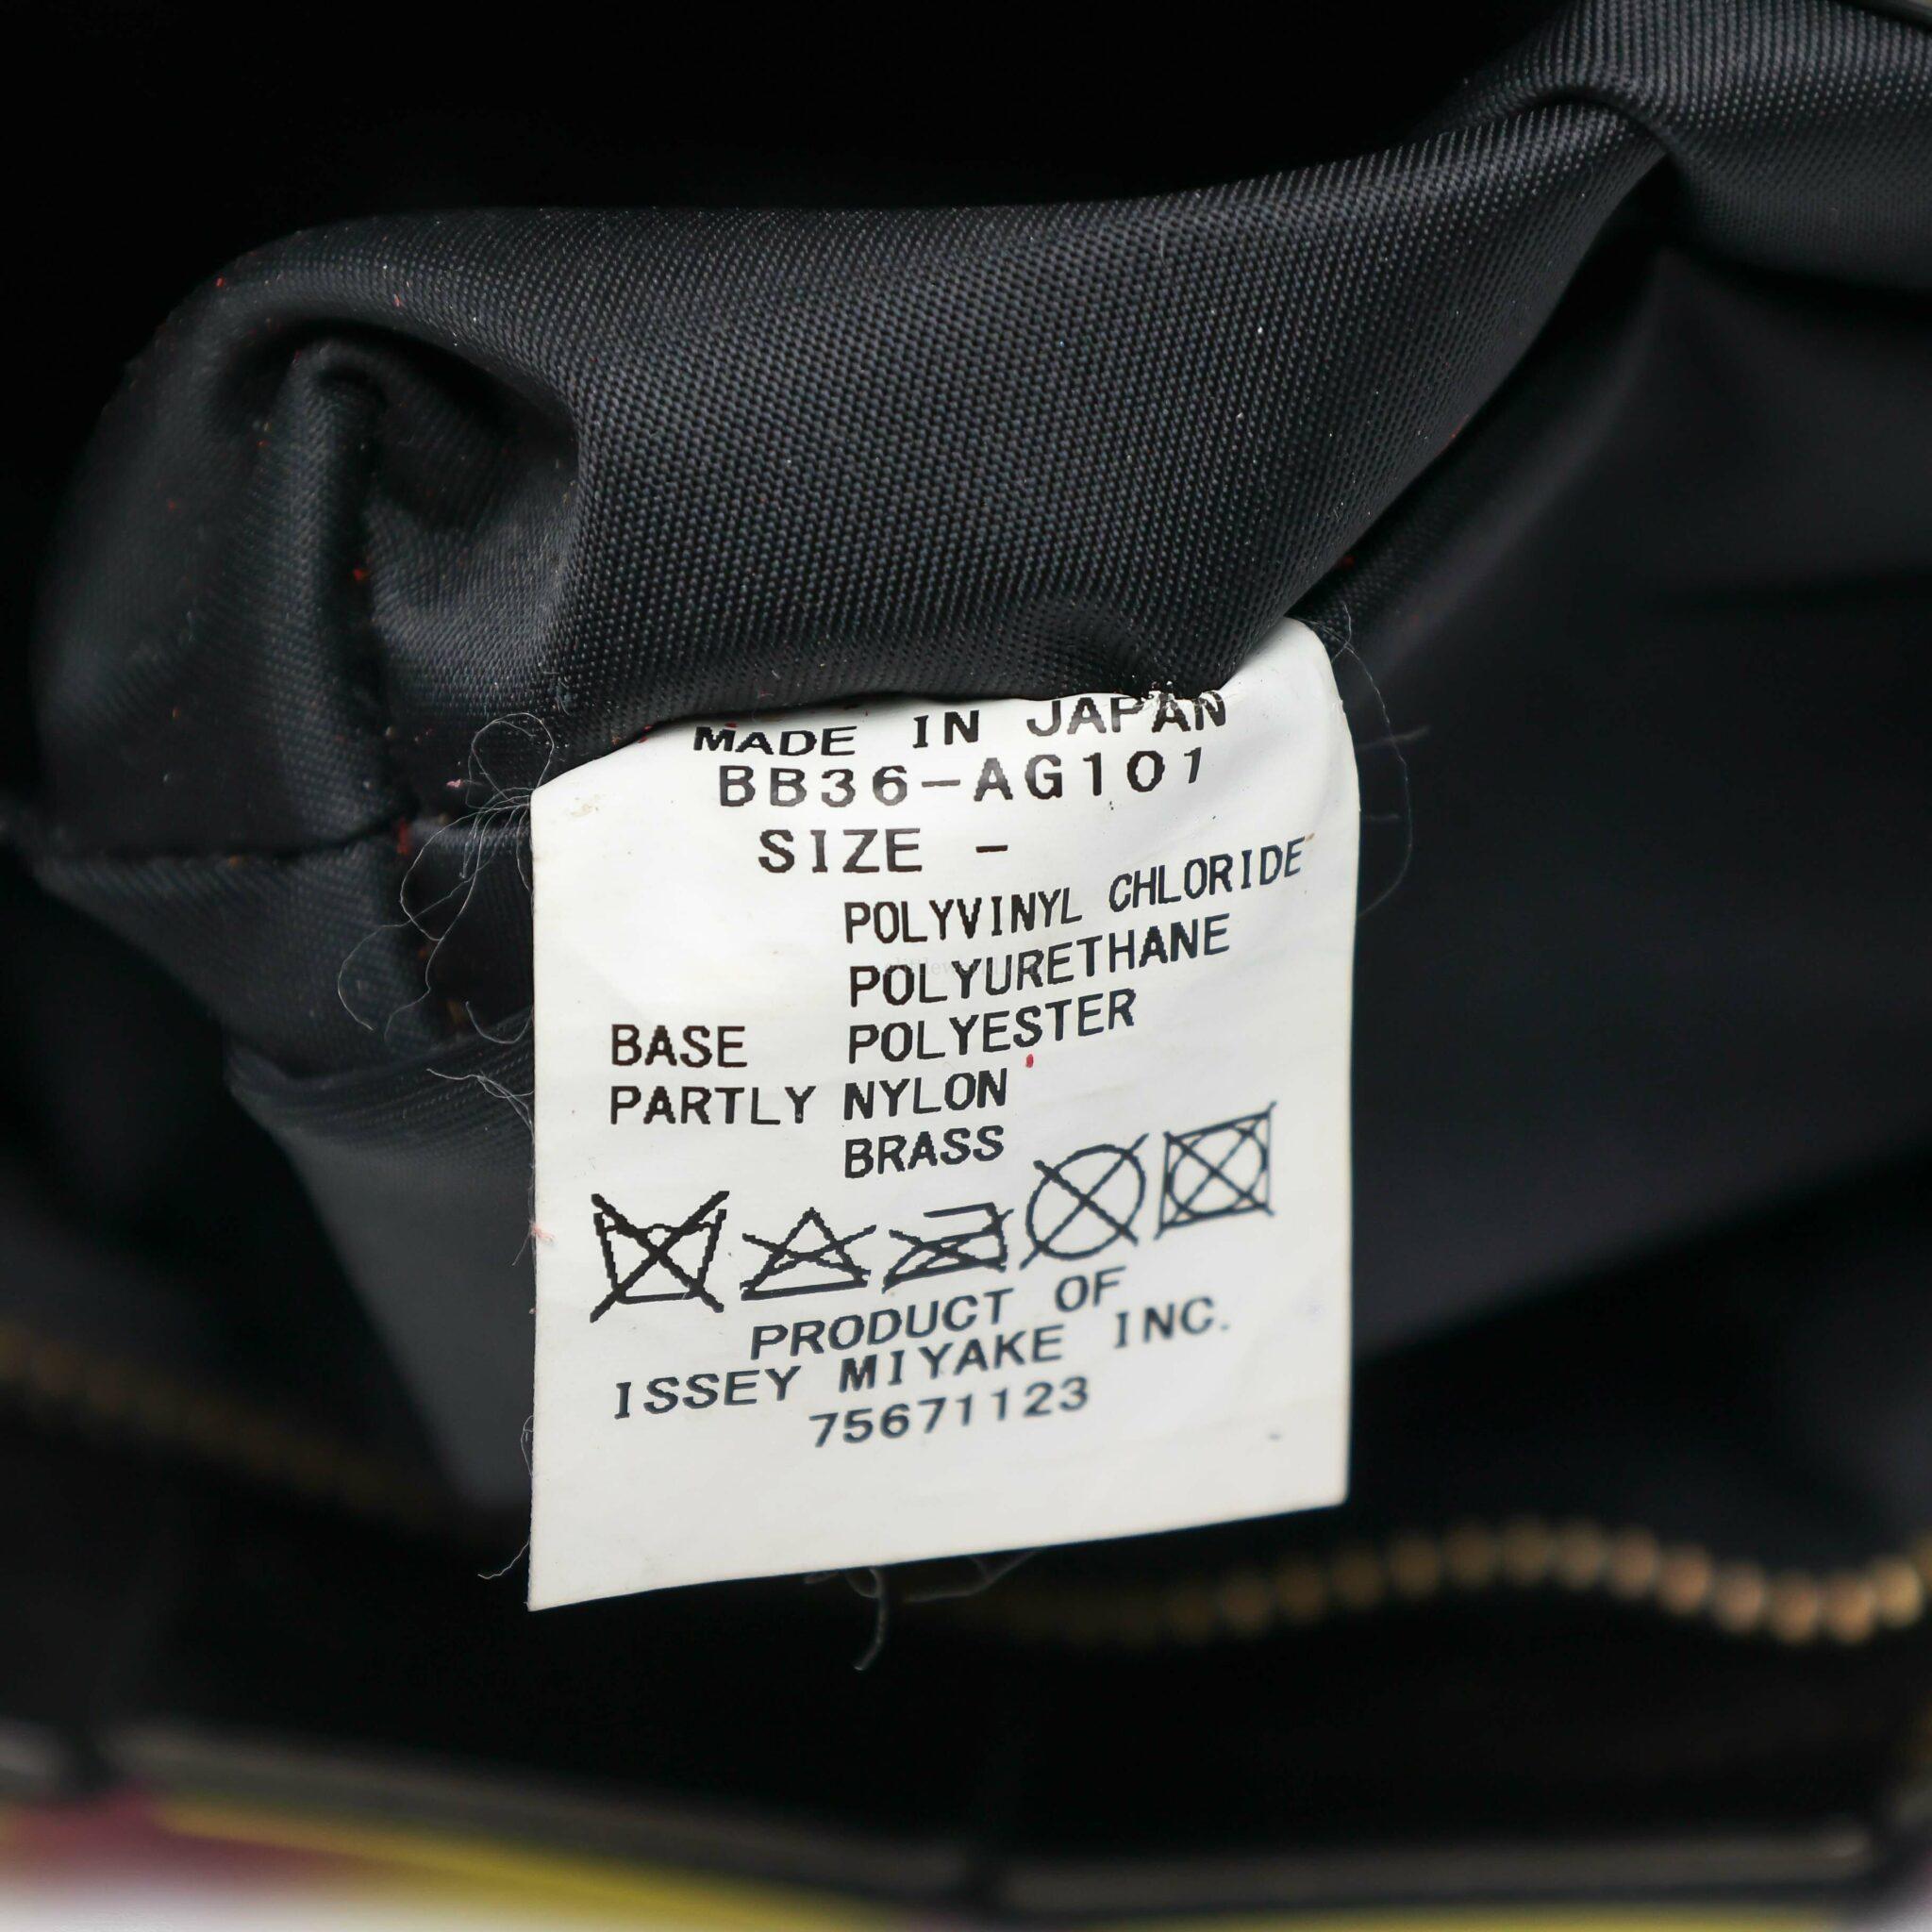 MADE IN JAPAN
BB36-AG101
SIZE -
POLYVINYL CHLORIDE
POLYURETHANE
BASE POLYESTER
PARTLY NYLON
BRASS
PRODUCT OF
ISSEY MIYAKE INC.
75671123